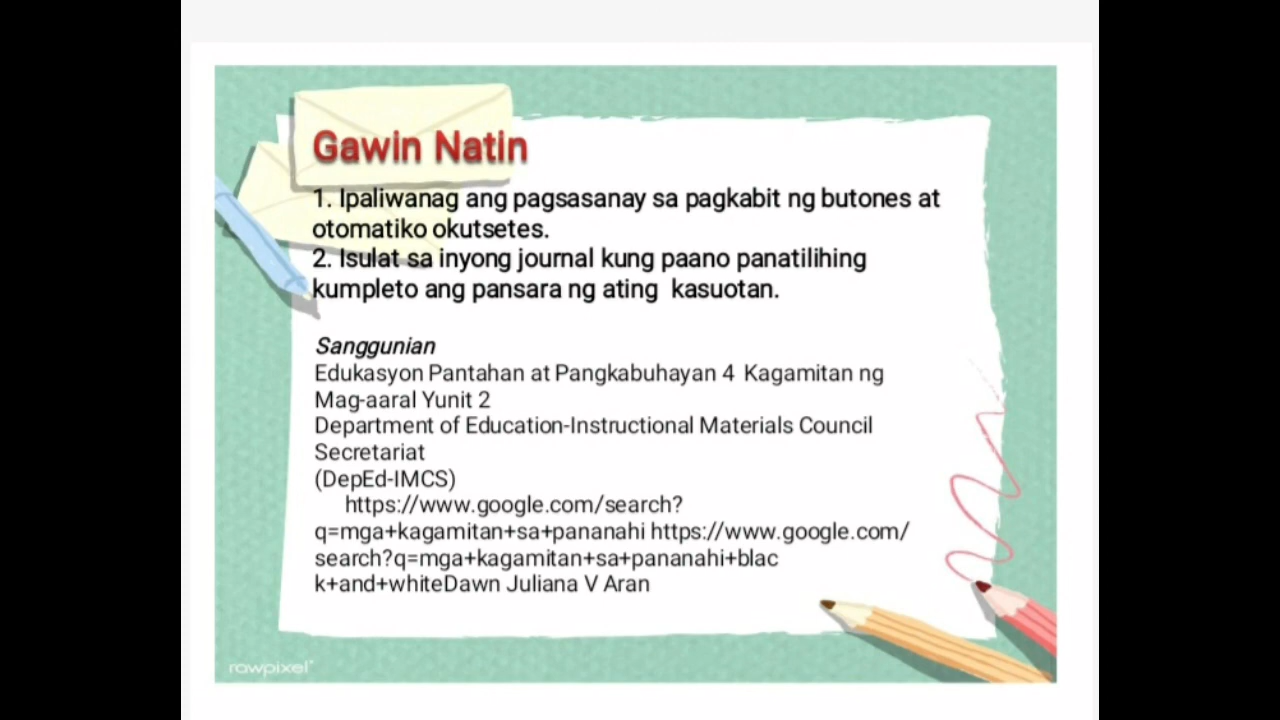 Gawin Natin
1. Ipaliwanag ang pagsasanay sa pagkabit ng butones at
otomatiko okutsetes.
2. Isulat sa inyong journal kung paano panatilihing
kumpleto ang pansara ng ating kasuotan.
Sanggunian
Edukasyon Pantahan at Pangkabuhayan 4 Kagamitan ng
Mag-aaral Yunit 2
Department of Education-Instructional Materials Council
Secretariat
(DepEd-IMCS)
https://www.google.com/search?
q=mga+kagamitan+sa+pananahi https://www.google.com/
search?q=mga+kagamitan+sa+pananahi+blac
k+and+whiteDawn Juliana V Aran
rawpixel